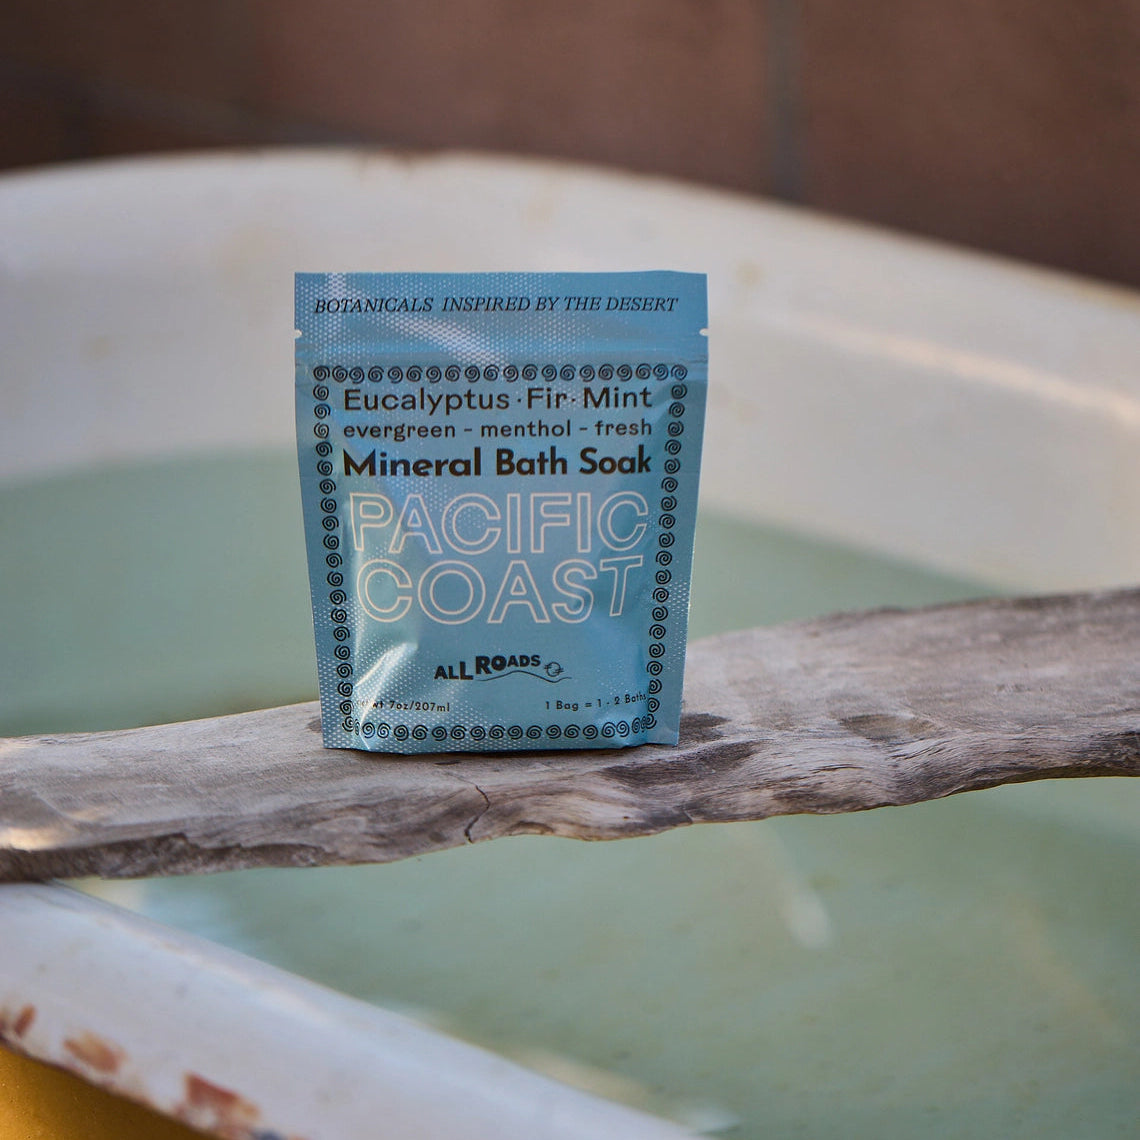 BOTANICALS INSPIRED BY THE DESERT
Eucalyptus · Fir · Mint
evergreen - menthol - fresh
Mineral Bath Soak
PACIFIC
COAST
ALL ROADS
wt 7oz/207ml 1 Bag = 1 - 2 Baths